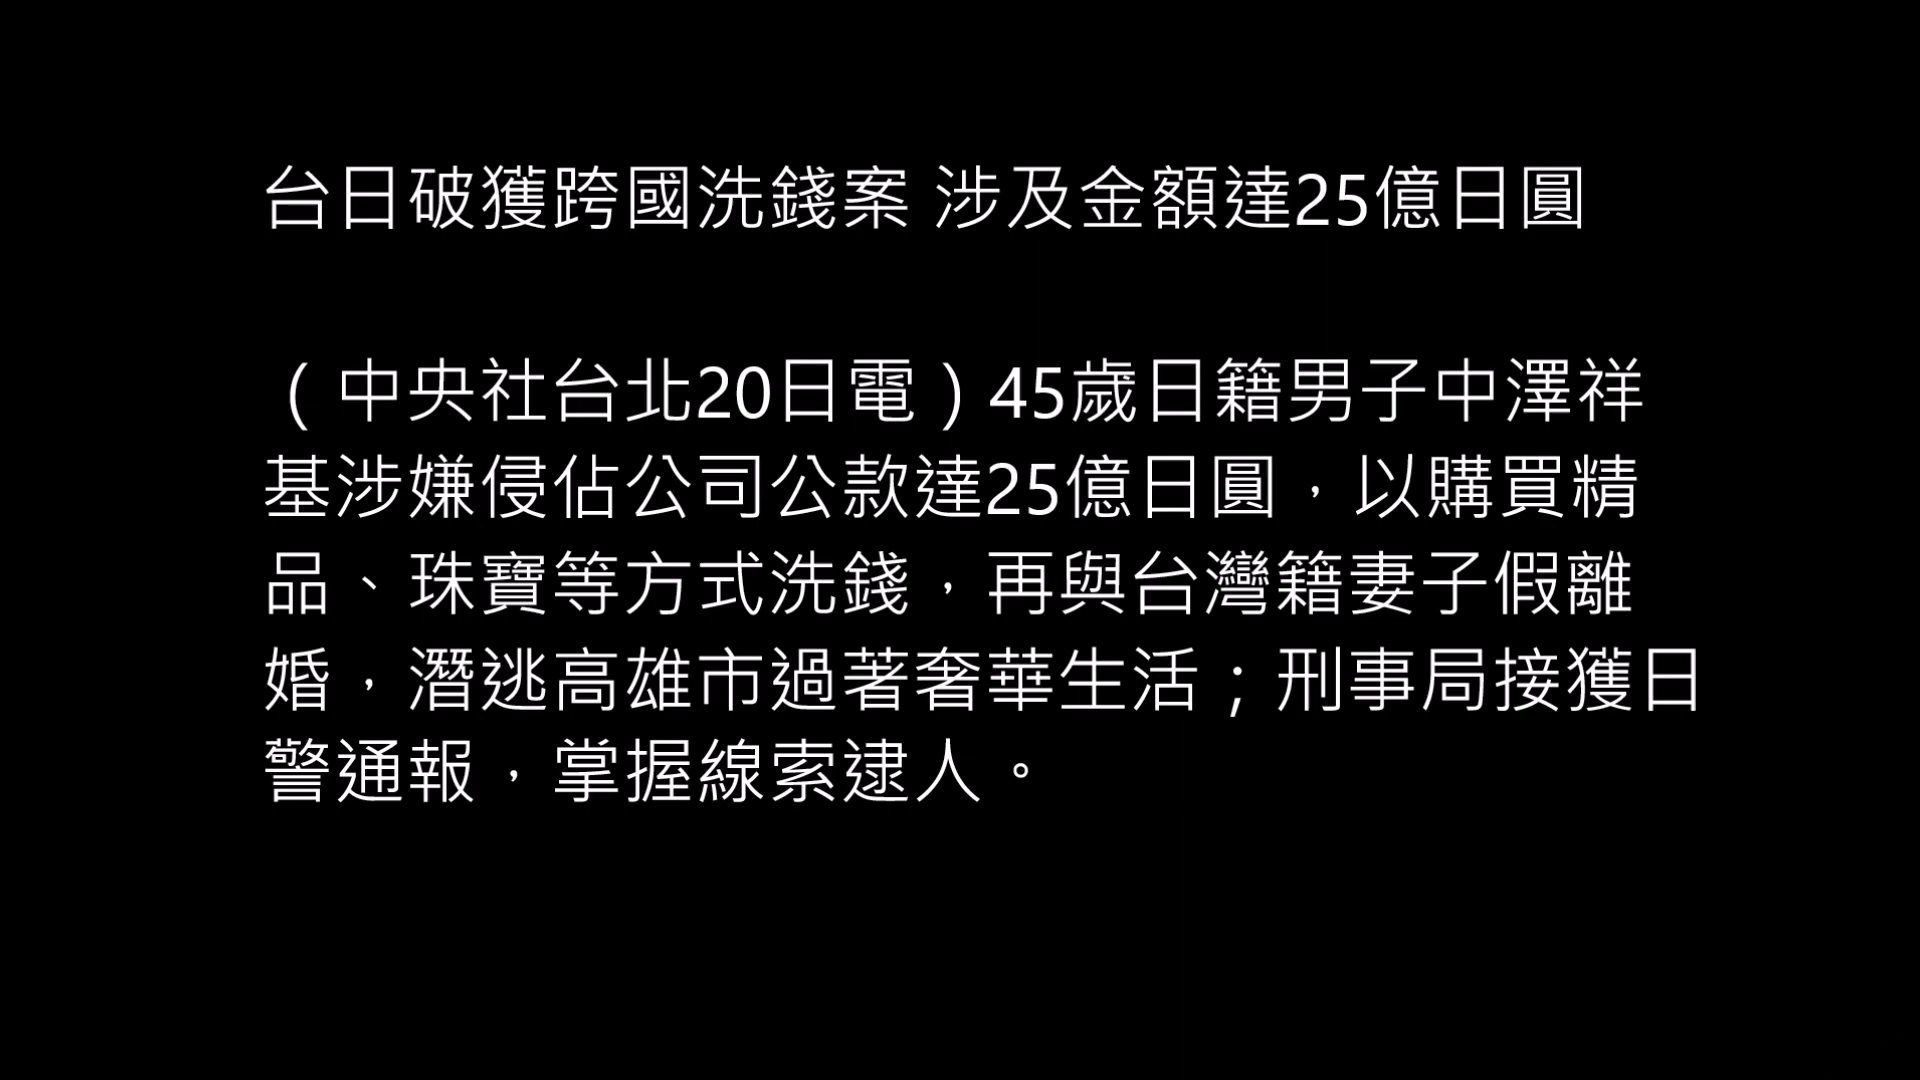 台日破獲跨國洗錢案 涉及金額達25億日圓
（中央社台北20日電）45歲日籍男子中澤祥
基涉嫌侵佔公司公款達25億日圓，以購買精
品、珠寶等方式洗錢，再與台灣籍妻子假離
婚，潛逃高雄市過著奢華生活；刑事局接獲日
警通報，掌握線索逮人。